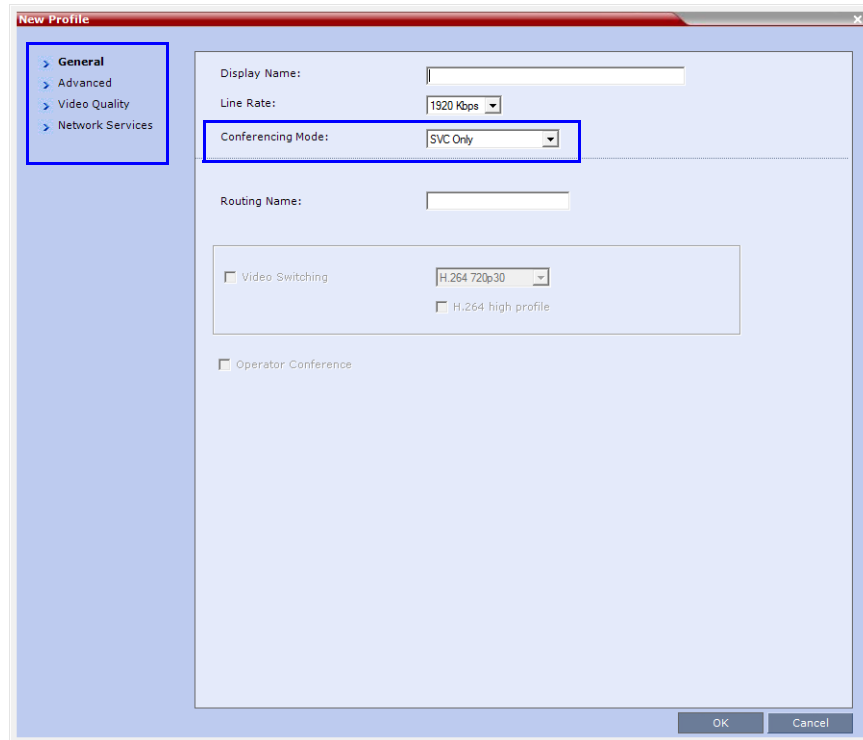 New Profile
General
Advanced
Video Quality
Network Services
Display Name:
Line Rate: 1920 Kbps
Conferencing Mode: SVC Only
Routing Name:
Video Switching H.264 720p30
H.264 high profile
Operator Conference
OK Cancel